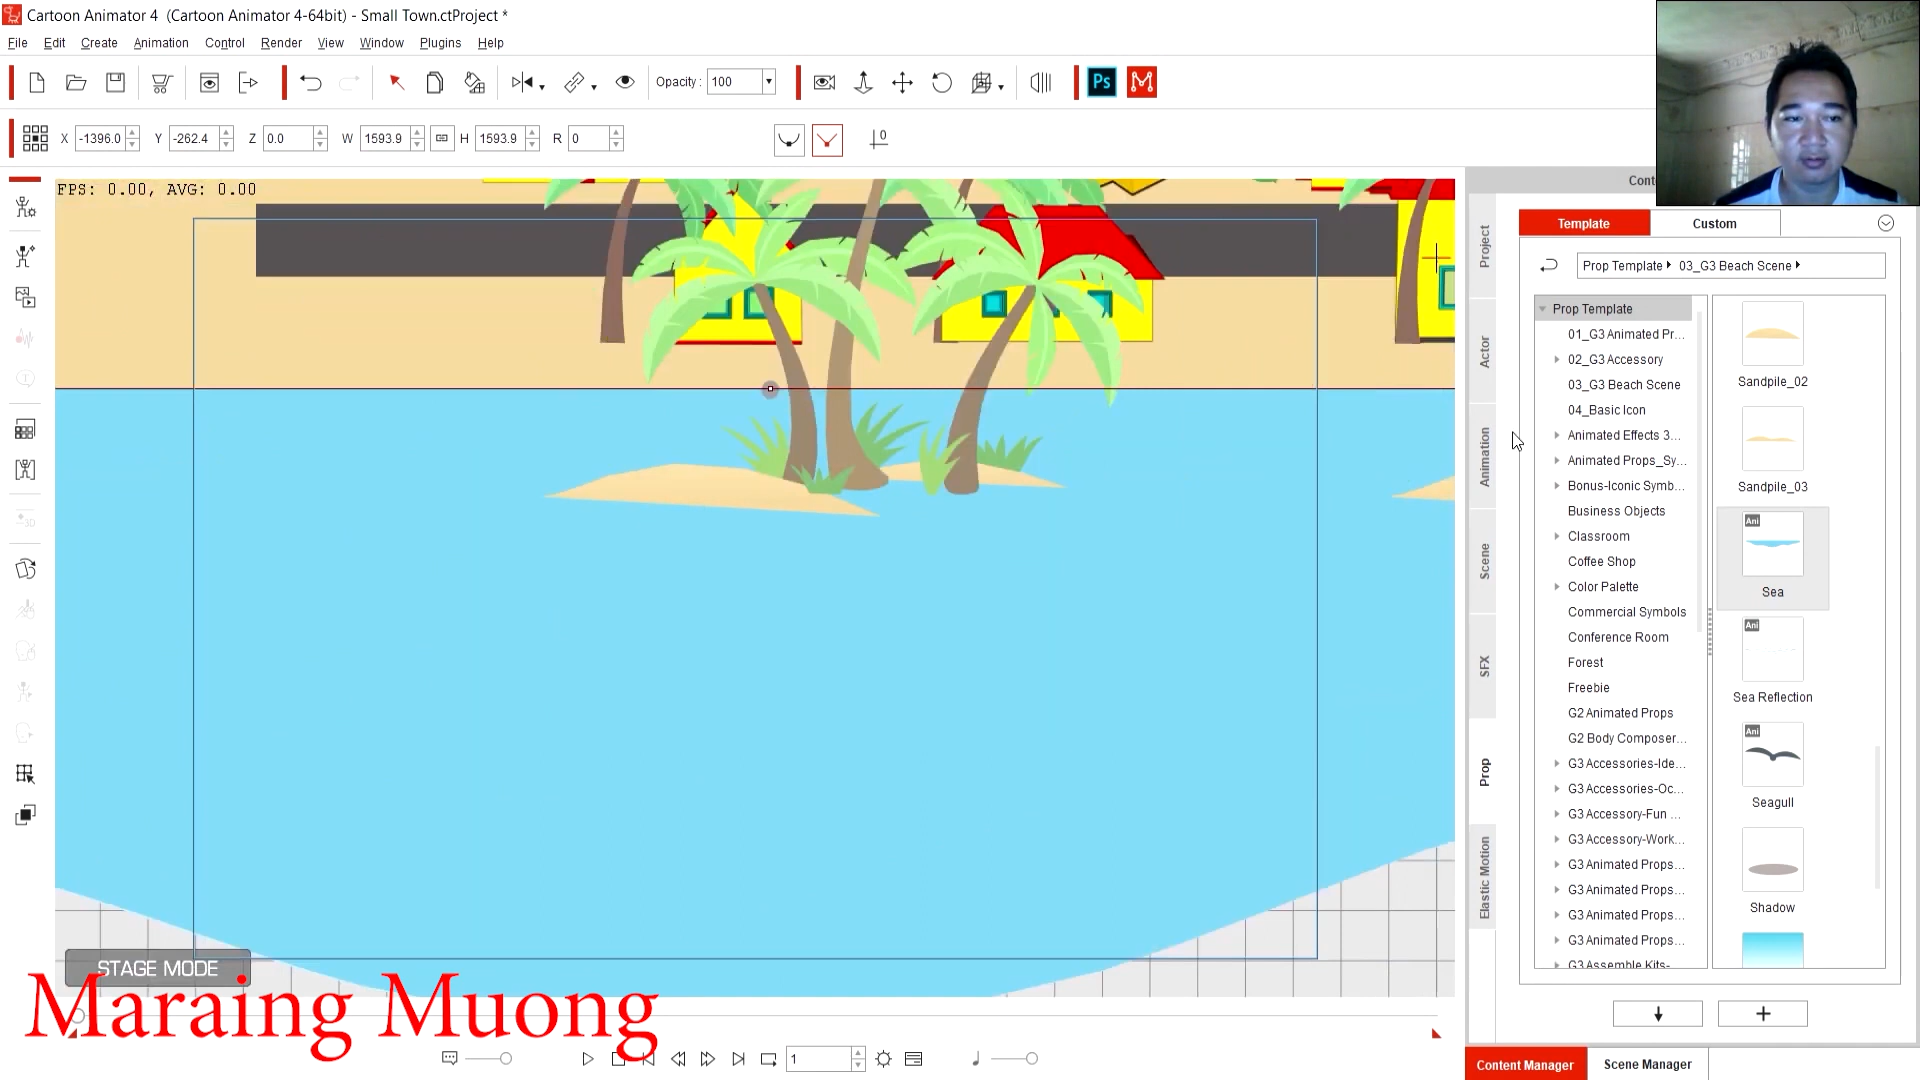 Cartoon Animator 4  (Cartoon Animator 4-64bit) - Small Town.ctProject *
File Edit Create Animation Control Render View Window Plugins Help
Opacity : 100 Ps
X -1396.0 Y -262.4 Z 0.0 W 1593.9 H 1593.9 R 0 0
FPS: 0.00, AVG: 0.00
Template Custom
Prop Template 03_G3 Beach Scene
Project
Actor
Animation
Scene
SFX
Prop
Elastic Motion
Prop Template
01_G3 Animated Pr...
02_G3 Accessory
03_G3 Beach Scene
04_Basic Icon
Animated Effects 3...
Animated Props_Sy...
Bonus-Iconic Symb...
Business Objects
Classroom
Coffee Shop
Color Palette
Commercial Symbols
Conference Room
Forest
Freebie
G2 Animated Props
G2 Body Composer...
G3 Accessories-Ide...
G3 Accessories-Oc...
G3 Accessory-Fun ...
G3 Accessory-Work...
G3 Animated Props...
G3 Animated Props...
G3 Animated Props...
G3 Animated Props...
G3 Assemble Kits-
Sandpile_02
Sandpile_03
Ani
Sea
Ani
Sea Reflection
Ani
Seagull
Shadow
STAGE MODE
Maraing Muong
1
Content Manager Scene Manager